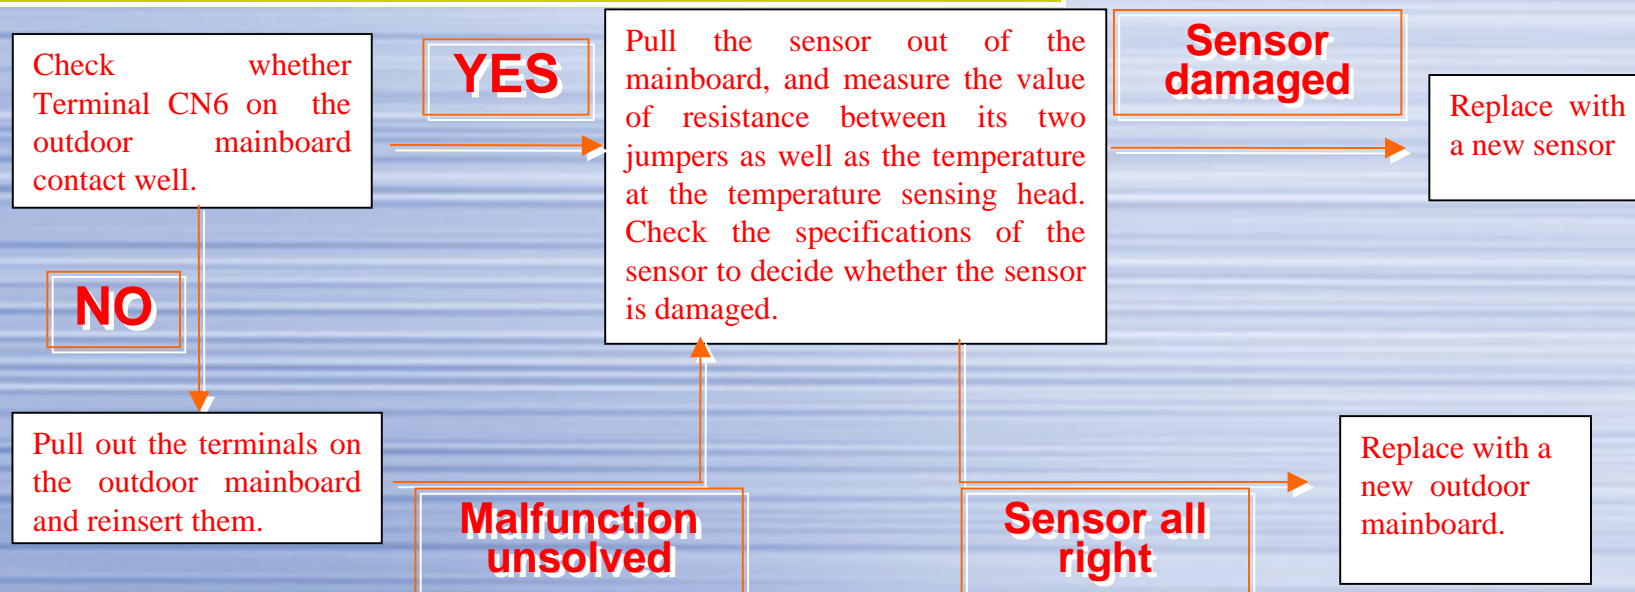 Check whether
Terminal CN6 on the
outdoor mainboard
contact well.
YES
Pull the sensor out of the
mainboard, and measure the value
of resistance between its two
jumpers as well as the temperature
at the temperature sensing head.
Check the specifications of the
sensor to decide whether the sensor
is damaged.
Sensor
damaged
Replace with
a new sensor
NO
Pull out the terminals on
the outdoor mainboard
and reinsert them.
Malfunction
unsolved
Sensor all
right
Replace with a
new outdoor
mainboard.